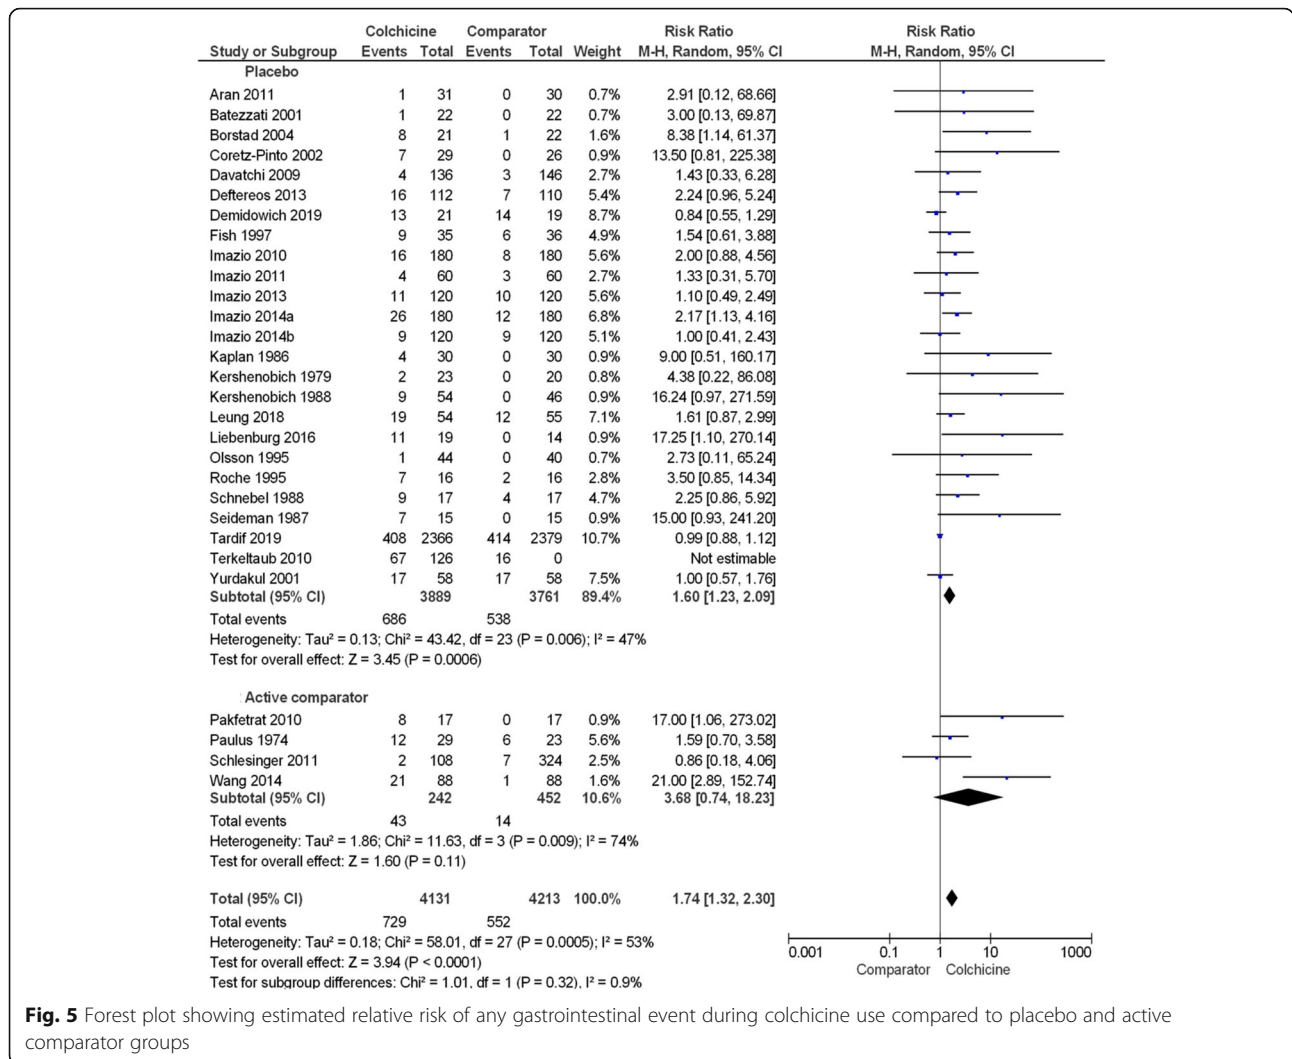 Colchicine Comparator Risk Ratio Risk Ratio
Study or Subgroup Events Total Events Total Weight M-H, Random, 95% CI M-H, Random, 95% CI
Placebo
Aran 2011 1 31 0 30 0.7% 2.91 [0.12, 68.66]
Batezzati 2001 1 22 0 22 0.7% 3.00 [0.13, 69.87]
Borstad 2004 8 21 1 22 1.6% 8.38 [1.14, 61.37]
Coretz-Pinto 2002 7 29 0 26 0.9% 13.50 [0.81, 225.38]
Davatchi 2009 4 136 3 146 2.7% 1.43 [0.33, 6.28]
Deftereos 2013 16 112 7 110 5.4% 2.24 [0.96, 5.24]
Demidowich 2019 13 21 14 19 8.7% 0.84 [0.55, 1.29]
Fish 1997 9 35 6 36 4.9% 1.54 [0.61, 3.88]
Imazio 2010 16 180 8 180 5.6% 2.00 [0.88, 4.56]
Imazio 2011 4 60 3 60 2.7% 1.33 [0.31, 5.70]
Imazio 2013 11 120 10 120 5.6% 1.10 [0.49, 2.49]
Imazio 2014a 26 180 12 180 6.8% 2.17 [1.13, 4.16]
Imazio 2014b 9 120 9 120 5.1% 1.00 [0.41, 2.43]
Kaplan 1986 4 30 0 30 0.9% 9.00 [0.51, 160.17]
Kershenobich 1979 2 23 0 20 0.8% 4.38 [0.22, 86.08]
Kershenobich 1988 9 54 0 46 0.9% 16.24 [0.97, 271.59]
Leung 2018 19 54 12 55 7.1% 1.61 [0.87, 2.99]
Liebenburg 2016 11 19 0 14 0.9% 17.25 [1.10, 270.14]
Olsson 1995 1 44 0 40 0.7% 2.73 [0.11, 65.24]
Roche 1995 7 16 2 16 2.8% 3.50 [0.85, 14.34]
Schnebel 1988 9 17 4 17 4.7% 2.25 [0.86, 5.92]
Seideman 1987 7 15 0 15 0.9% 15.00 [0.93, 241.20]
Tardif 2019 408 2366 414 2379 10.7% 0.99 [0.88, 1.12]
Terkeltaub 2010 67 126 16 0 Not estimable
Yurdakul 2001 17 58 17 58 7.5% 1.00 [0.57, 1.76]
Subtotal (95% CI) 3889 3761 89.4% 1.60 [1.23, 2.09]
Total events 686 538
Heterogeneity: Tau² = 0.13; Chi² = 43.42, df = 23 (P = 0.006); I² = 47%
Test for overall effect: Z = 3.45 (P = 0.0006)
Active comparator
Pakfetrat 2010 8 17 0 17 0.9% 17.00 [1.06, 273.02]
Paulus 1974 12 29 6 23 5.6% 1.59 [0.70, 3.58]
Schlesinger 2011 2 108 7 324 2.5% 0.86 [0.18, 4.06]
Wang 2014 21 88 1 88 1.6% 21.00 [2.89, 152.74]
Subtotal (95% CI) 242 452 10.6% 3.68 [0.74, 18.23]
Total events 43 14
Heterogeneity: Tau² = 1.86; Chi² = 11.63, df = 3 (P = 0.009); I² = 74%
Test for overall effect: Z = 1.60 (P = 0.11)
Total (95% CI) 4131 4213 100.0% 1.74 [1.32, 2.30]
Total events 729 552
Heterogeneity: Tau² = 0.18; Chi² = 58.01, df = 27 (P = 0.0005); I² = 53%
Test for overall effect: Z = 3.94 (P < 0.0001)
Test for subgroup differences: Chi² = 1.01, df = 1 (P = 0.32), I² = 0.9%
0.001 0.1 1 10 1000
Comparator Colchicine
Fig. 5 Forest plot showing estimated relative risk of any gastrointestinal event during colchicine use compared to placebo and active
comparator groups